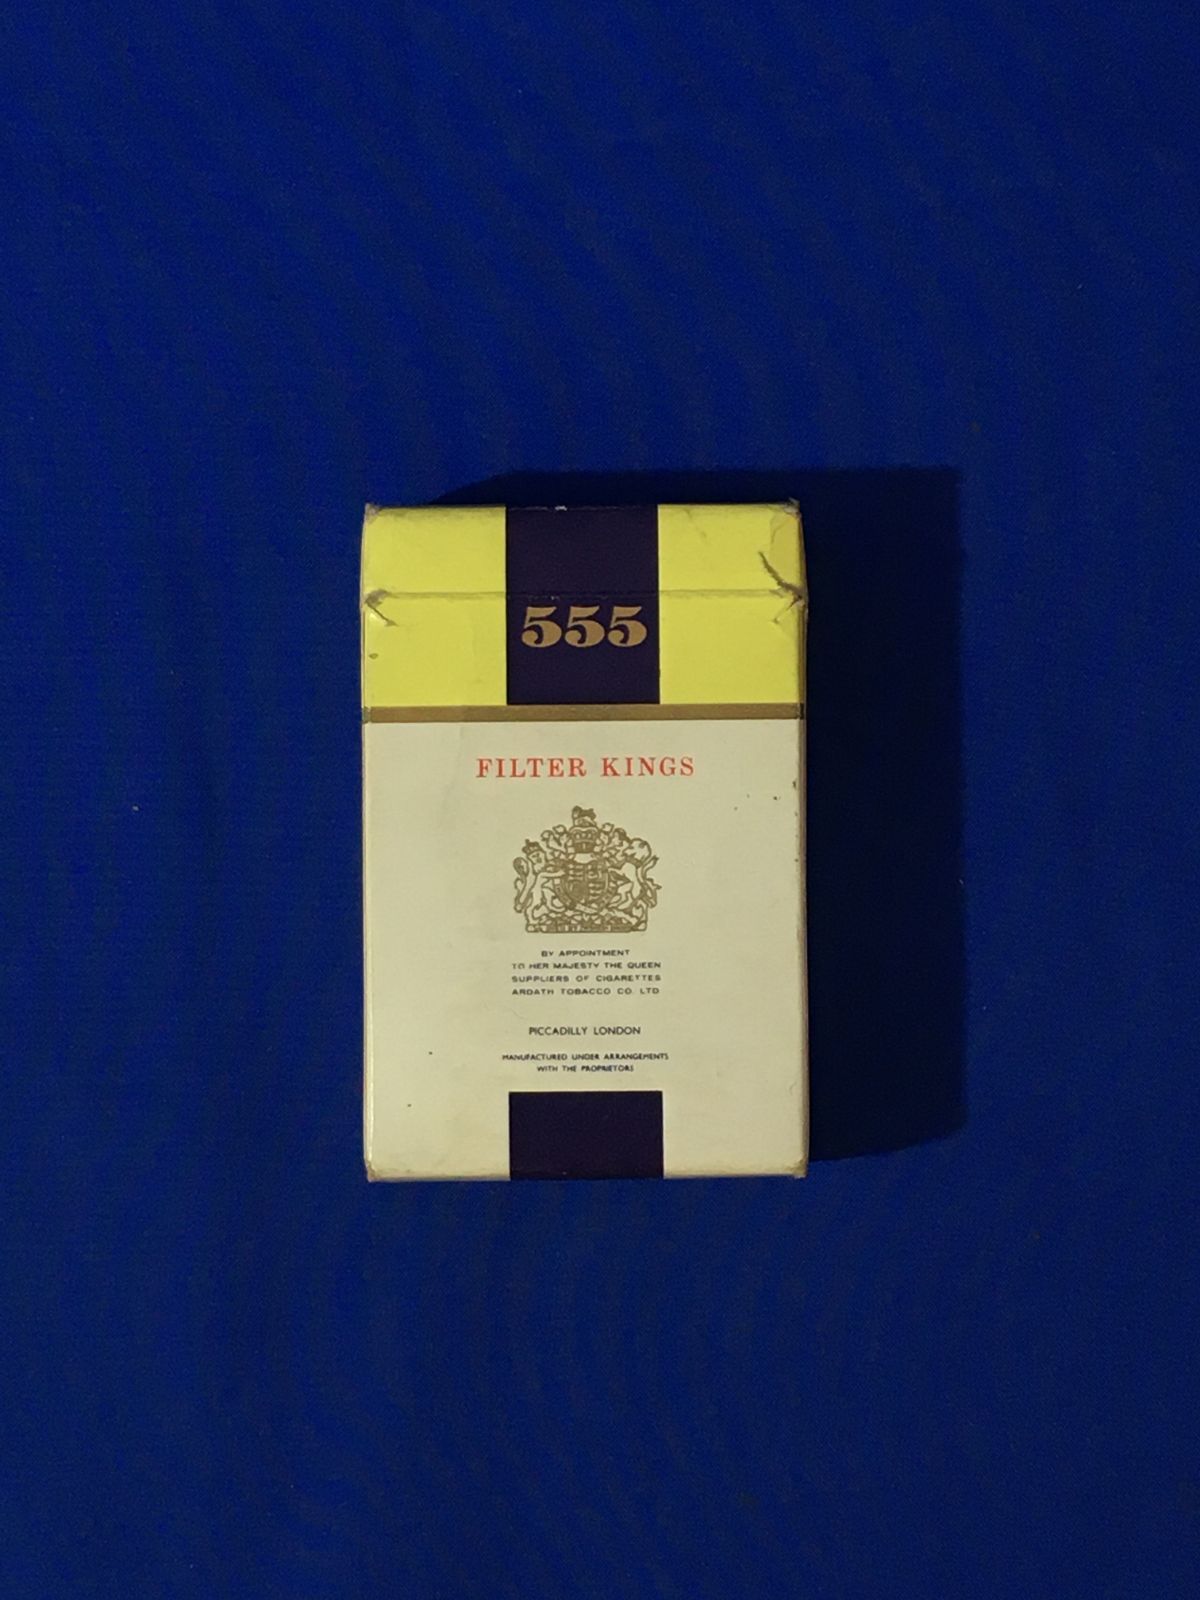 555
FILTER KINGS
BY APPOINTMENT
TO HER MAJESTY THE QUEEN
SUPPLIERS OF CIGARETTES
ARDATH TOBACCO CO. LTD
PICCADILLY LONDON
MANUFACTURED UNDER ARRANGEMENTS
WITH THE PROPRIETORS